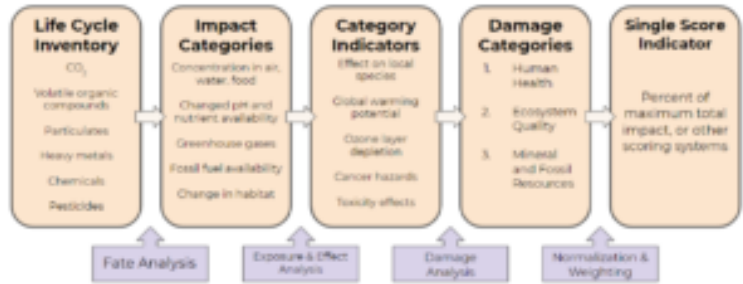 Life Cycle
Inventory
CO2
Volatile organic
compounds
Particulates
Heavy metals
Chemicals
Pesticides
Impact
Categories
Concentration in air,
water, food
Changed pH and
nutrient availability
Greenhouse gases
Fossil fuel availability
Change in habitat
Category
Indicators
Effect on local
species
Global warming
potential
Ozone layer
depletion
Cancer hazards
Toxicity effects
Damage
Categories
1. Human
Health
2. Ecosystem
Quality
3. Mineral
and Fossil
Resources
Single Score
Indicator
Percent of
maximum total
impact, or other
scoring systems
Fate Analysis
Exposure & Effect
Analysis
Damage
Analysis
Normalization &
Weighting